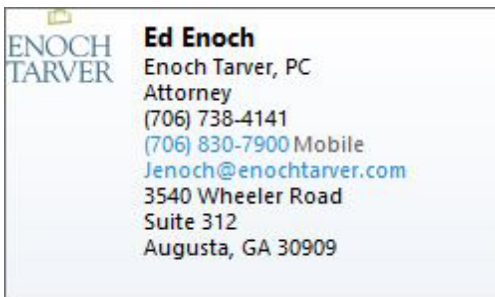 ENOCH
TARVER
Ed Enoch
Enoch Tarver, PC
Attorney
(706) 738-4141
(706) 830-7900 Mobile
Jenoch@enochtarver.com
3540 Wheeler Road
Suite 312
Augusta, GA 30909